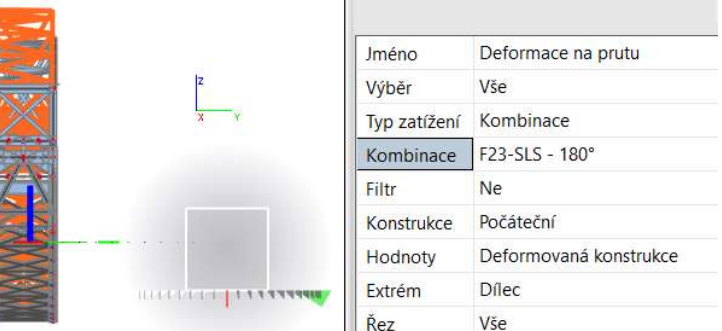 Z
X
Y
Jméno Deformace na prutu
Výběr Vše
Typ zatížení Kombinace
Kombinace F23-SLS - 180°
Filtr Ne
Konstrukce Počáteční
Hodnoty Deformovaná konstrukce
Extrém Dílec
Řez Vše